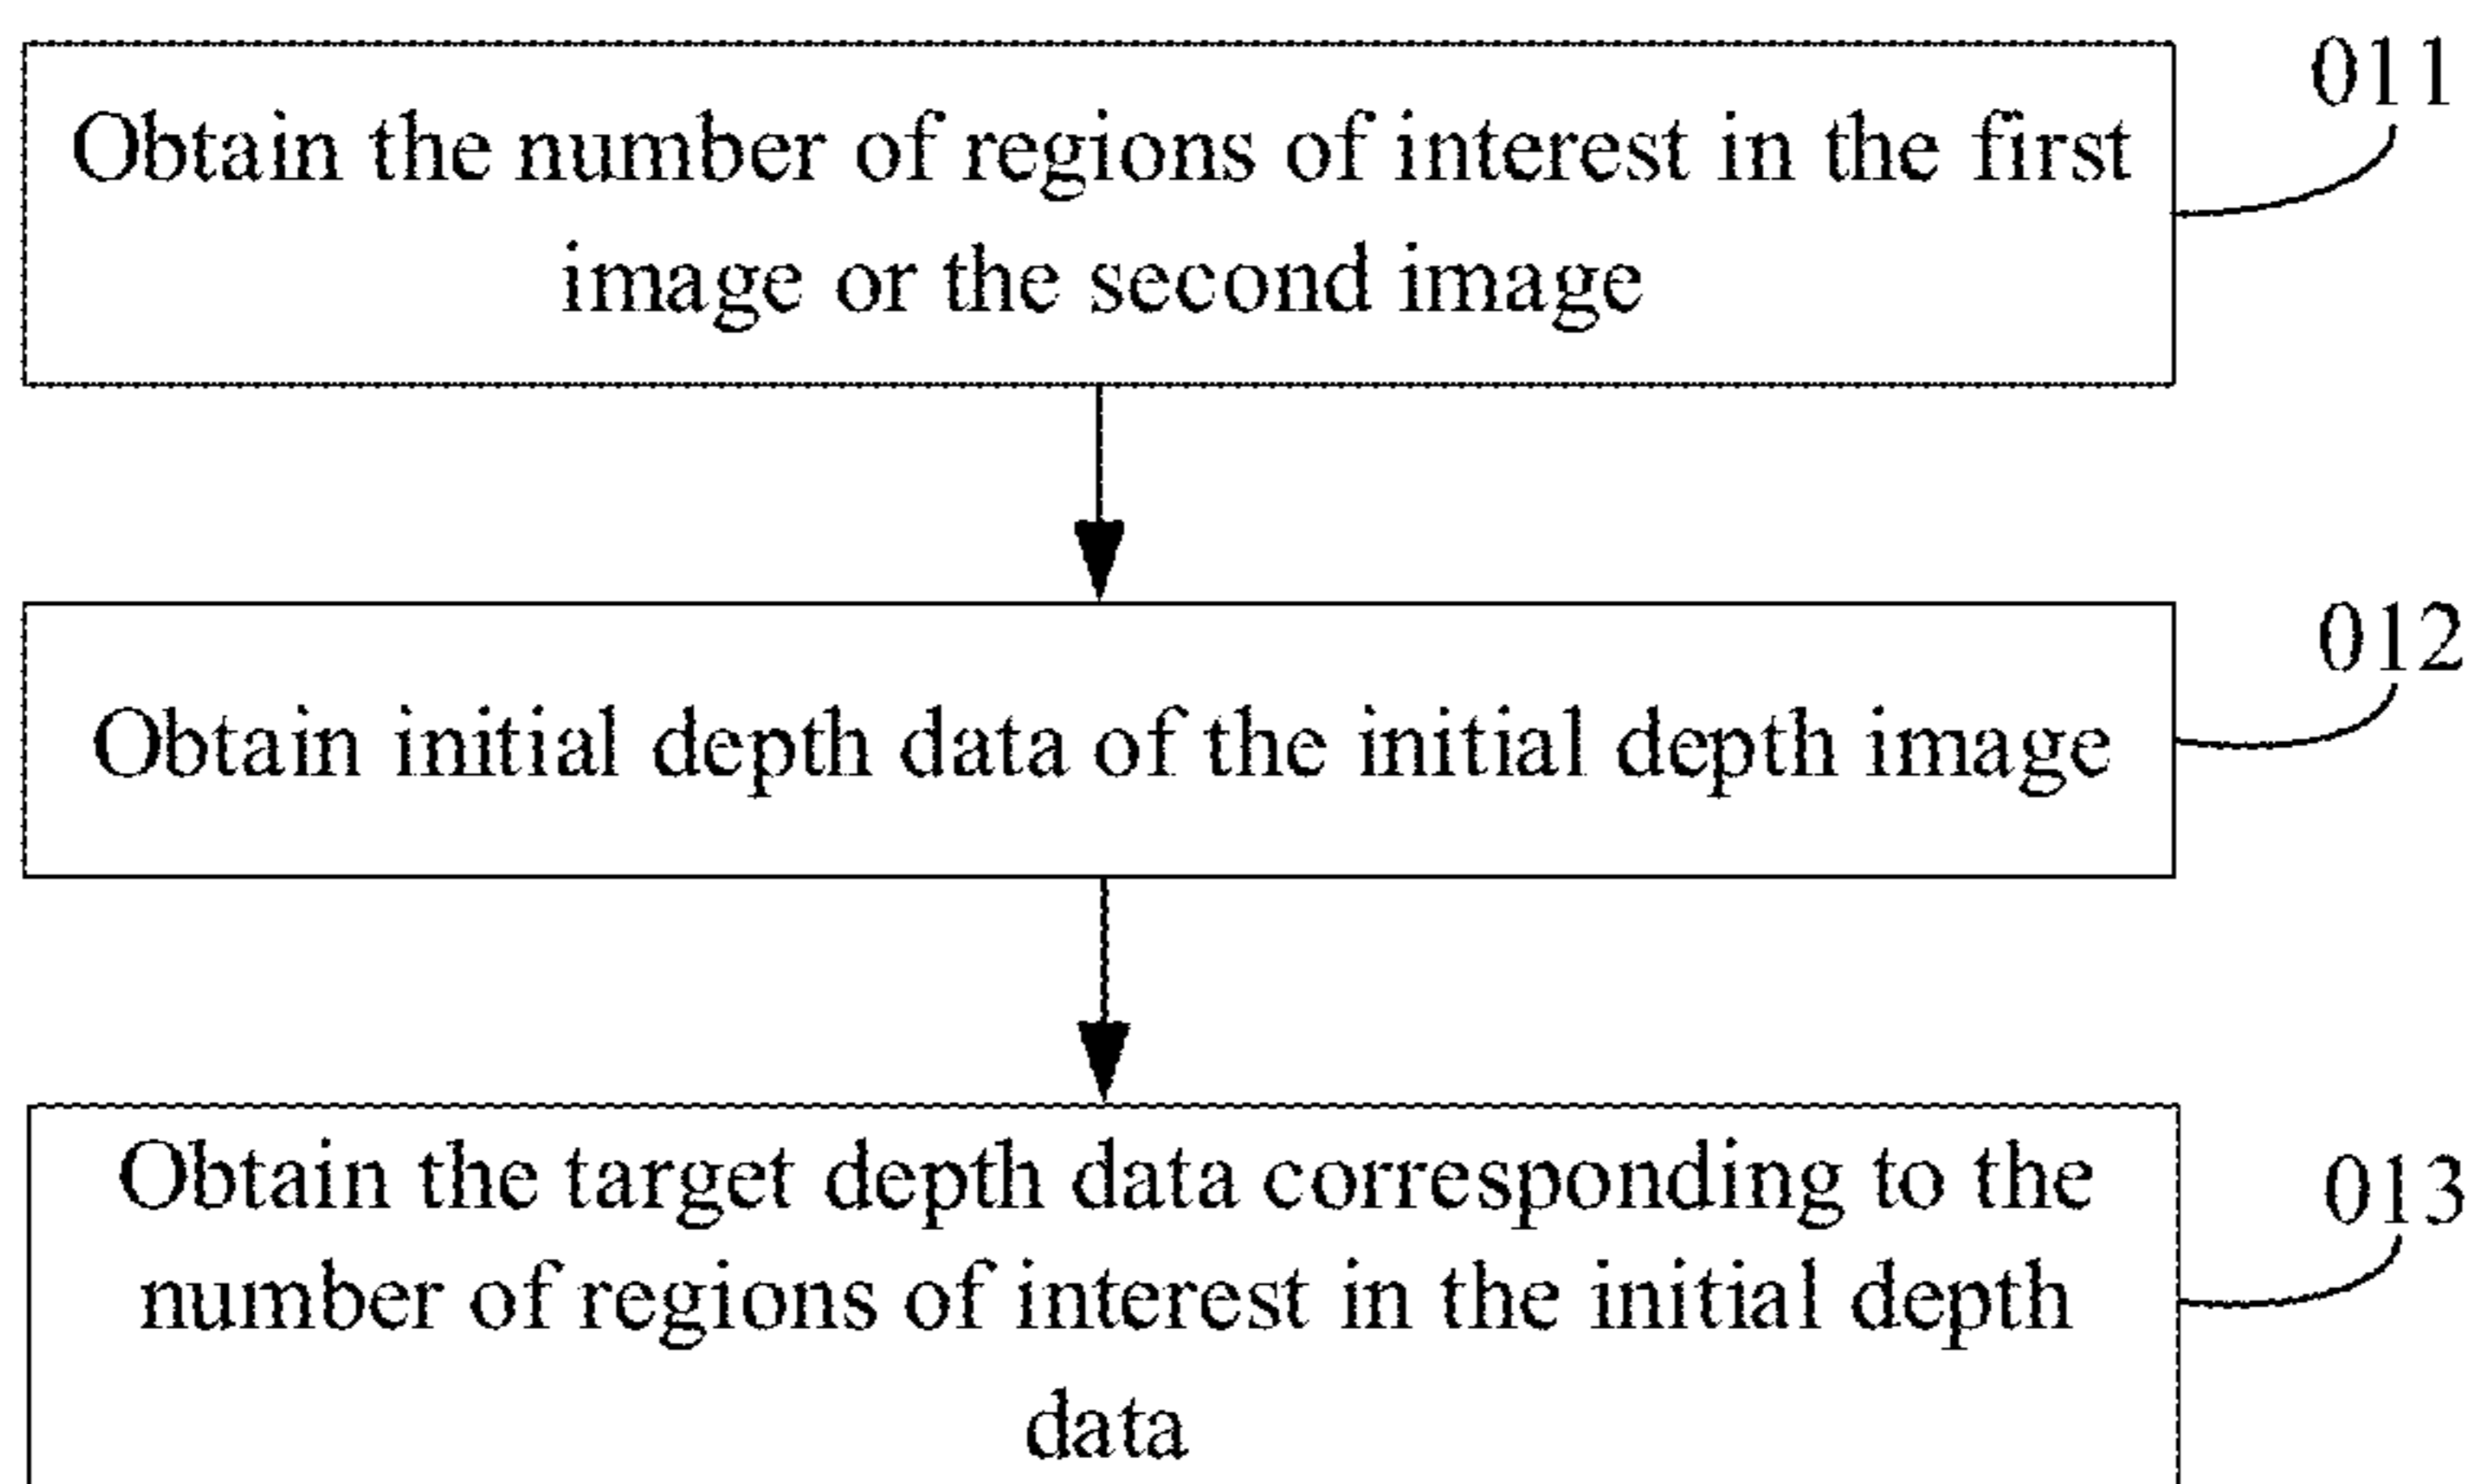 011
Obtain the number of regions of interest in the first
image or the second image
012
Obtain initial depth data of the initial depth image
013
Obtain the target depth data corresponding to the
number of regions of interest in the initial depth
data